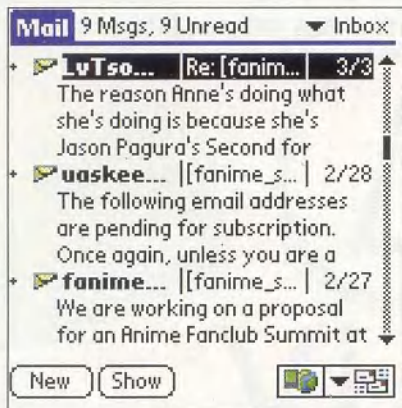 Mail 9 Msgs, 9 Unread Inbox
LvTso... Re: [fanim... 3/3
The reason Anne's doing what
she's doing is because she's
Jason Pagura's Second for
uaskee... [fanime_s... 2/28
The following email addresses
are pending for subscription.
Once again, unless you are a
fanime... [fanime_s... 2/27
We are working on a proposal
for an Anime Fanclub Summit at
New Show